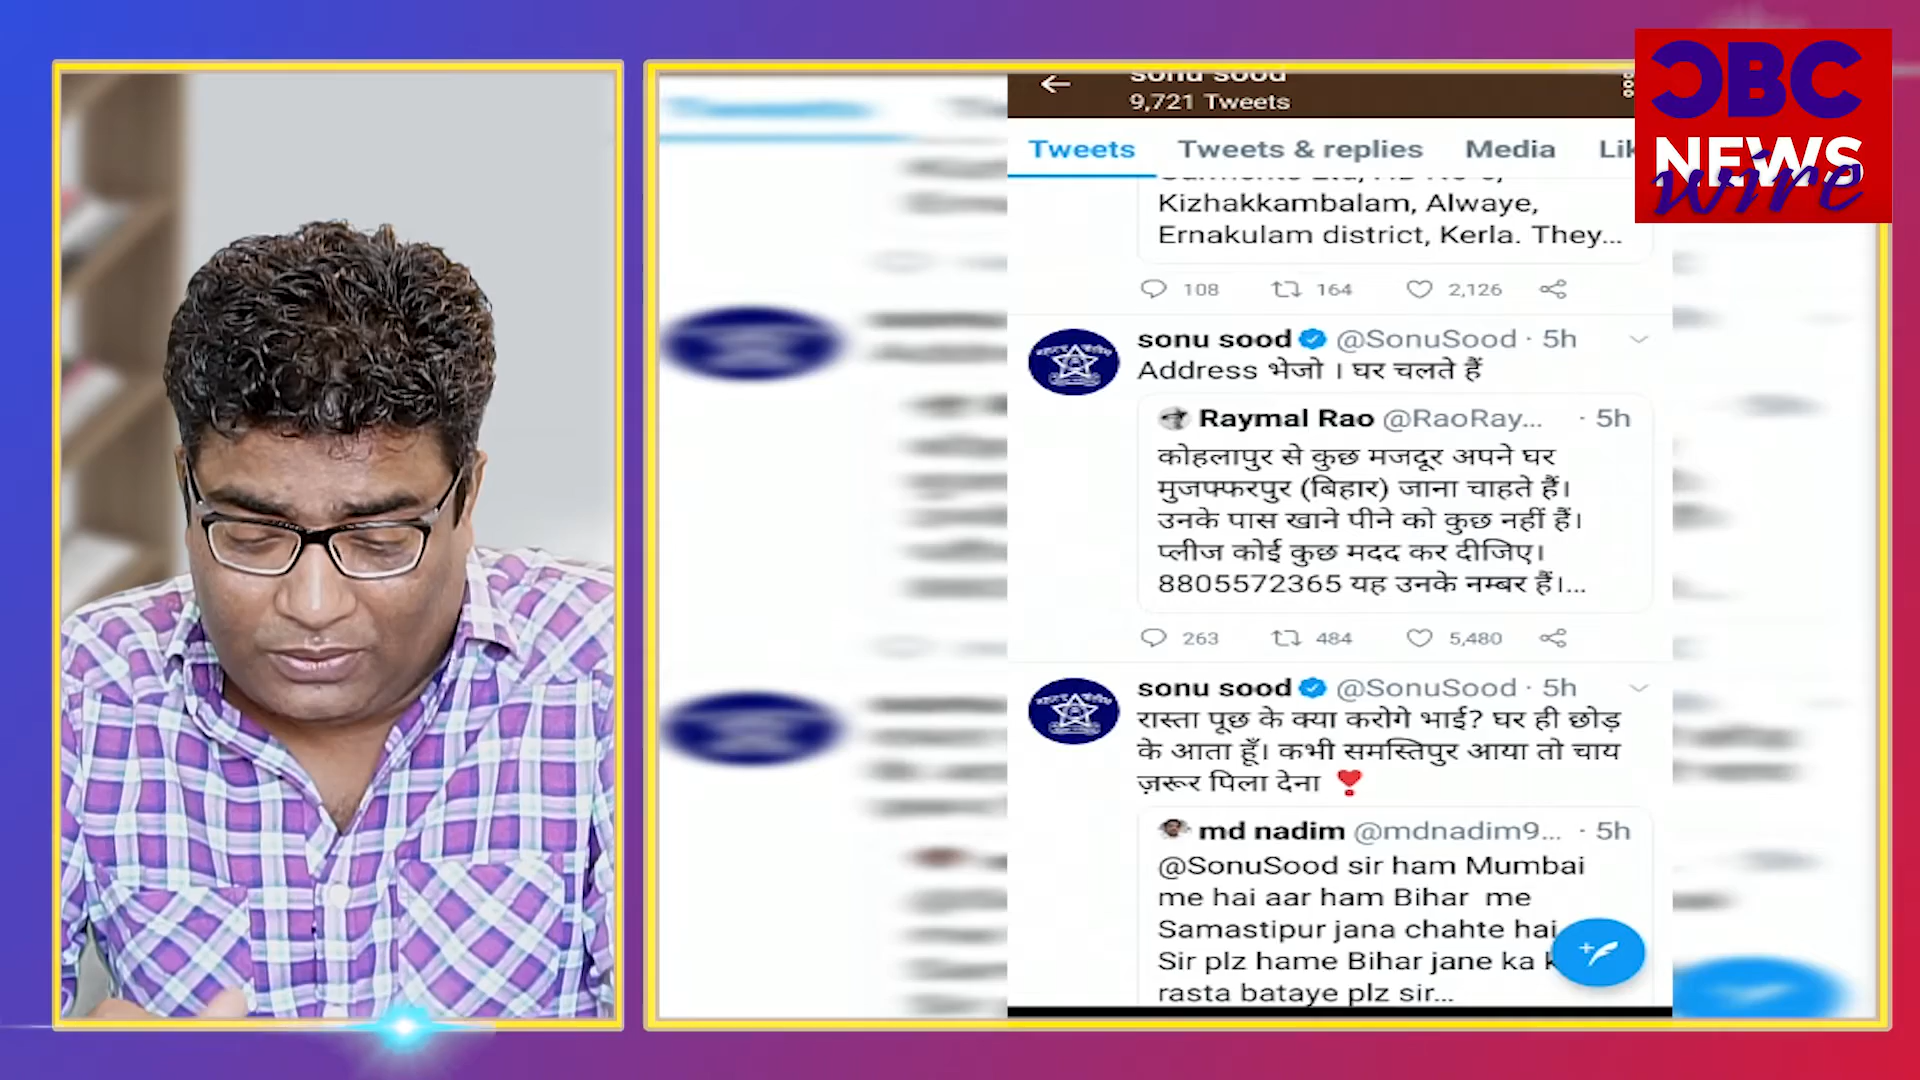 sonu sood
9,721 Tweets
Tweets Tweets & replies Media Lik
Kizhakkambalam, Alwaye,
Ernakulam district, Kerla. They...
108 164 2,126
sonu sood @SonuSood · 5h
Address भेजो । घर चलते हैं
Raymal Rao @RaoRay... · 5h
कोहलापुर से कुछ मजदूर अपने घर
मुजफ्फरपुर (बिहार) जाना चाहते हैं।
उनके पास खाने पीने को कुछ नहीं हैं।
प्लीज कोई कुछ मदद कर दीजिए।
8805572365 यह उनके नम्बर हैं।...
263 484 5,480
sonu sood @SonuSood · 5h
रास्ता पूछ के क्या करोगे भाई? घर ही छोड़
के आता हूँ। कभी समस्तिपुर आया तो चाय
ज़रूर पिला देना
md nadim @mdnadim9... · 5h
@SonuSood sir ham Mumbai
me hai aar ham Bihar me
Samastipur jana chahte hai
Sir plz hame Bihar jane ka
rasta bataye plz sir...
CBC
NEWS
wire